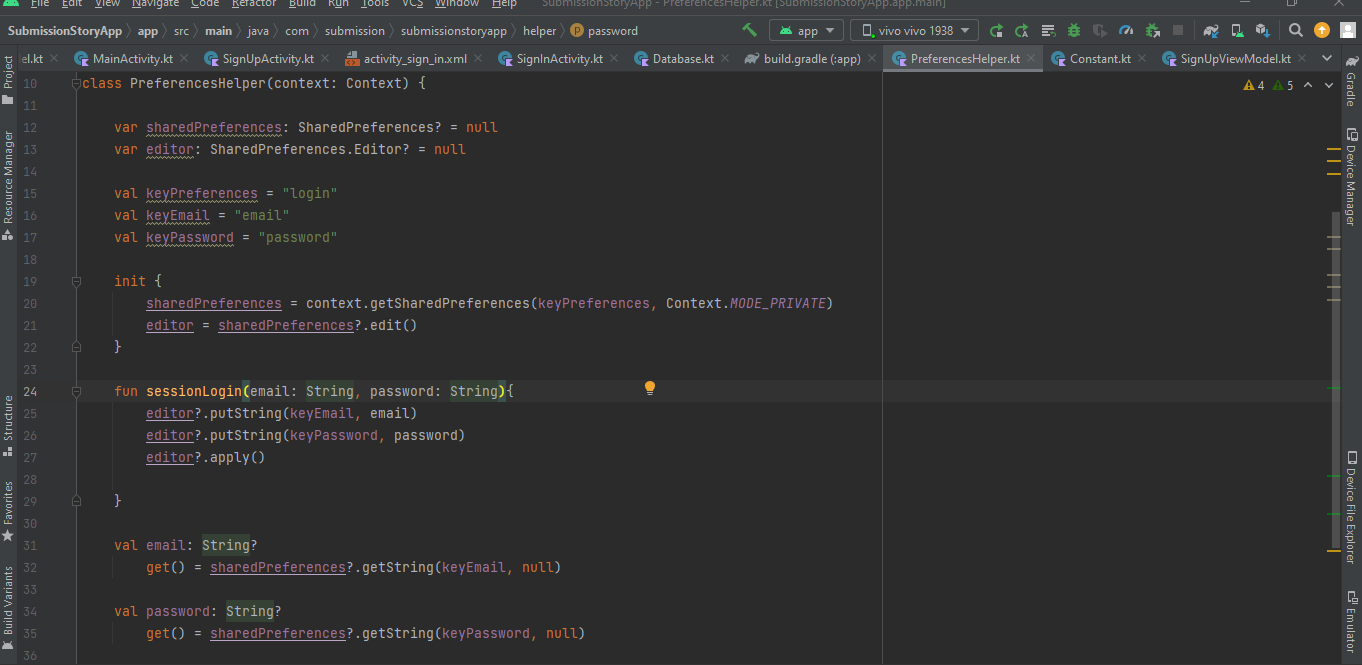 File Edit View Navigate Code Refactor Build Run Tools VCS Window Help SubmissionStoryApp - PreferencesHelper.kt [SubmissionStoryApp.app.main]
SubmissionStoryApp app src main java com submission submissionstoryapp helper password app vivo vivo 1938
el.kt MainActivity.kt SignUpActivity.kt activity_sign_in.xml SignInActivity.kt Database.kt build.gradle (:app) PreferencesHelper.kt Constant.kt SignUpViewModel.kt
4 5
Project
Resource Manager
Structure
Favorites
Build Variants
10 class PreferencesHelper(context: Context) {
11
12 var sharedPreferences: SharedPreferences? = null
13 var editor: SharedPreferences.Editor? = null
14
15 val keyPreferences = "login"
16 val keyEmail = "email"
17 val keyPassword = "password"
18
19 init {
20 sharedPreferences = context.getSharedPreferences(keyPreferences, Context.MODE_PRIVATE)
21 editor = sharedPreferences?.edit()
22 }
23
24 fun sessionLogin(email: String, password: String){
25 editor?.putString(keyEmail, email)
26 editor?.putString(keyPassword, password)
27 editor?.apply()
28
29 }
30
31 val email: String?
32 get() = sharedPreferences?.getString(keyEmail, null)
33
34 val password: String?
35 get() = sharedPreferences?.getString(keyPassword, null)
36
Gradle
Device Manager
Device File Explorer
Emulator